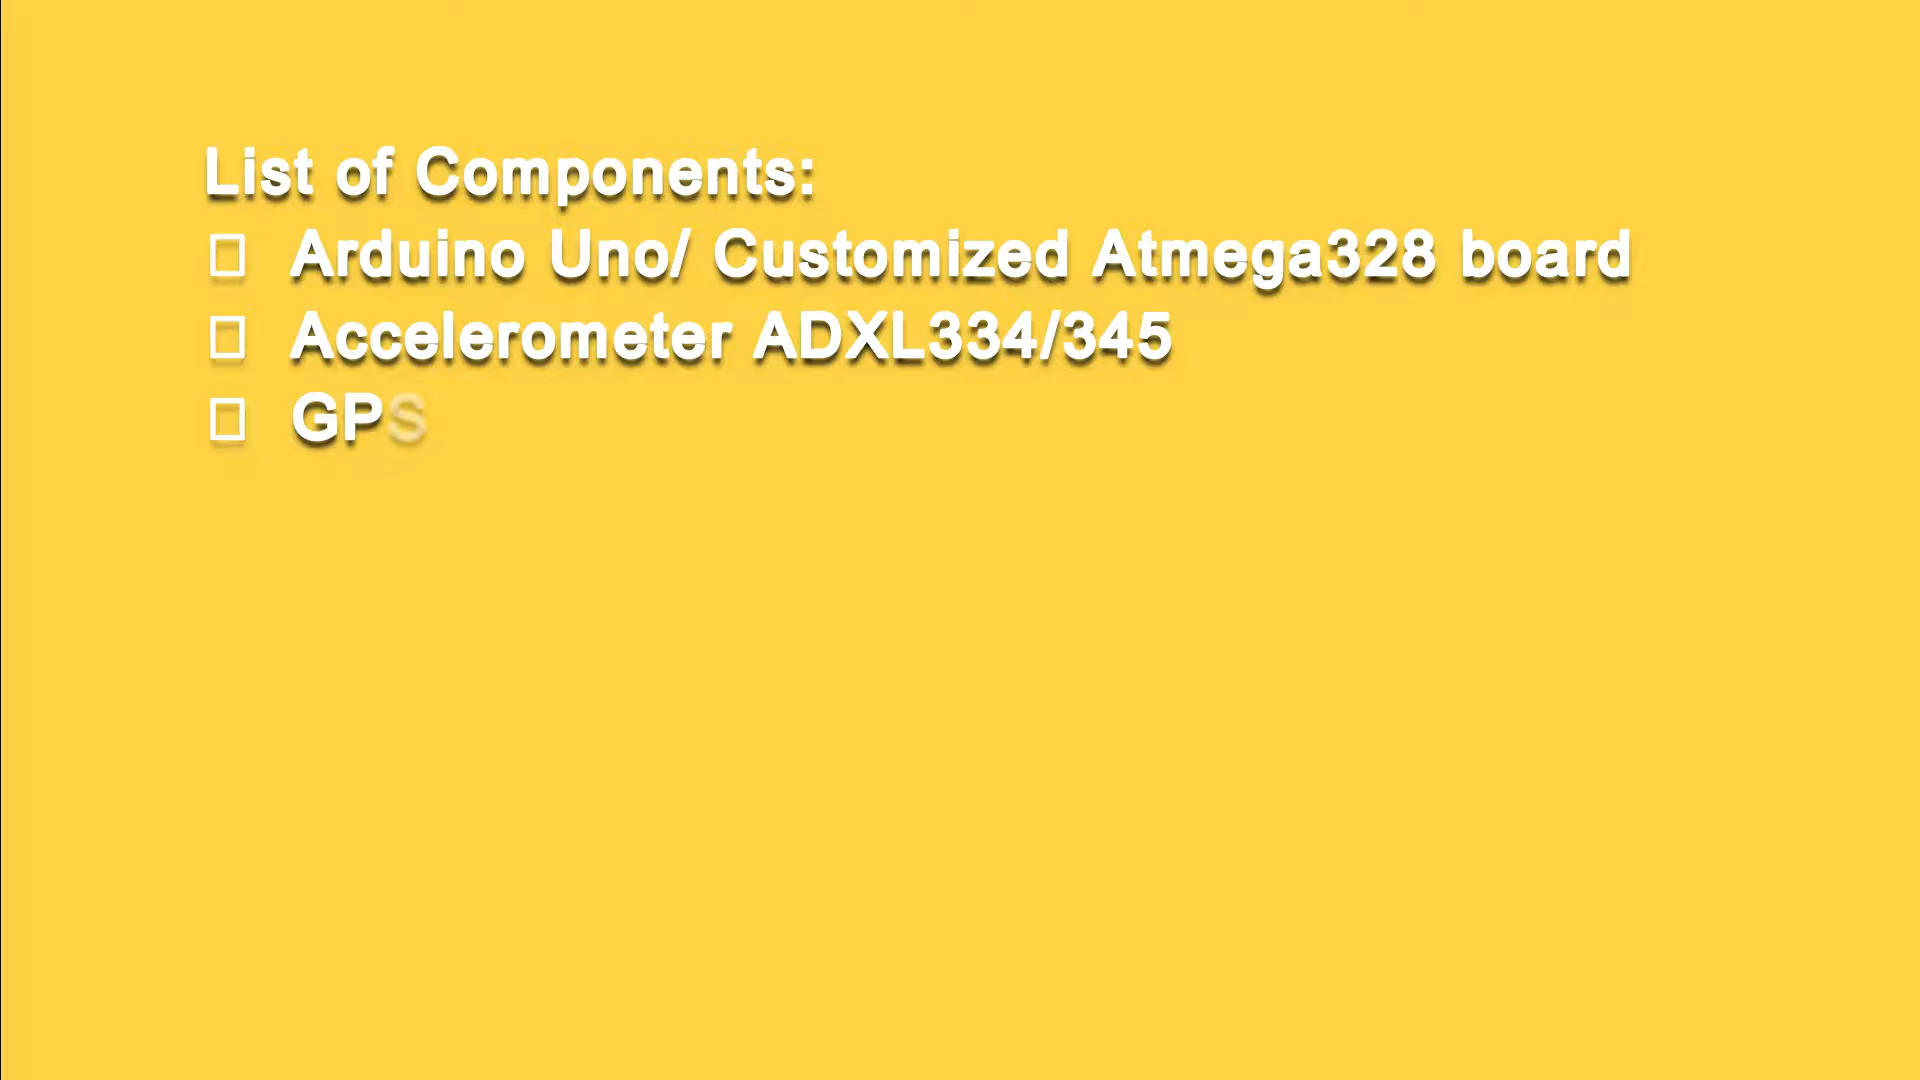 List of Components:
□ Arduino Uno/ Customized Atmega328 board
□ Accelerometer ADXL334/345
□ GPS